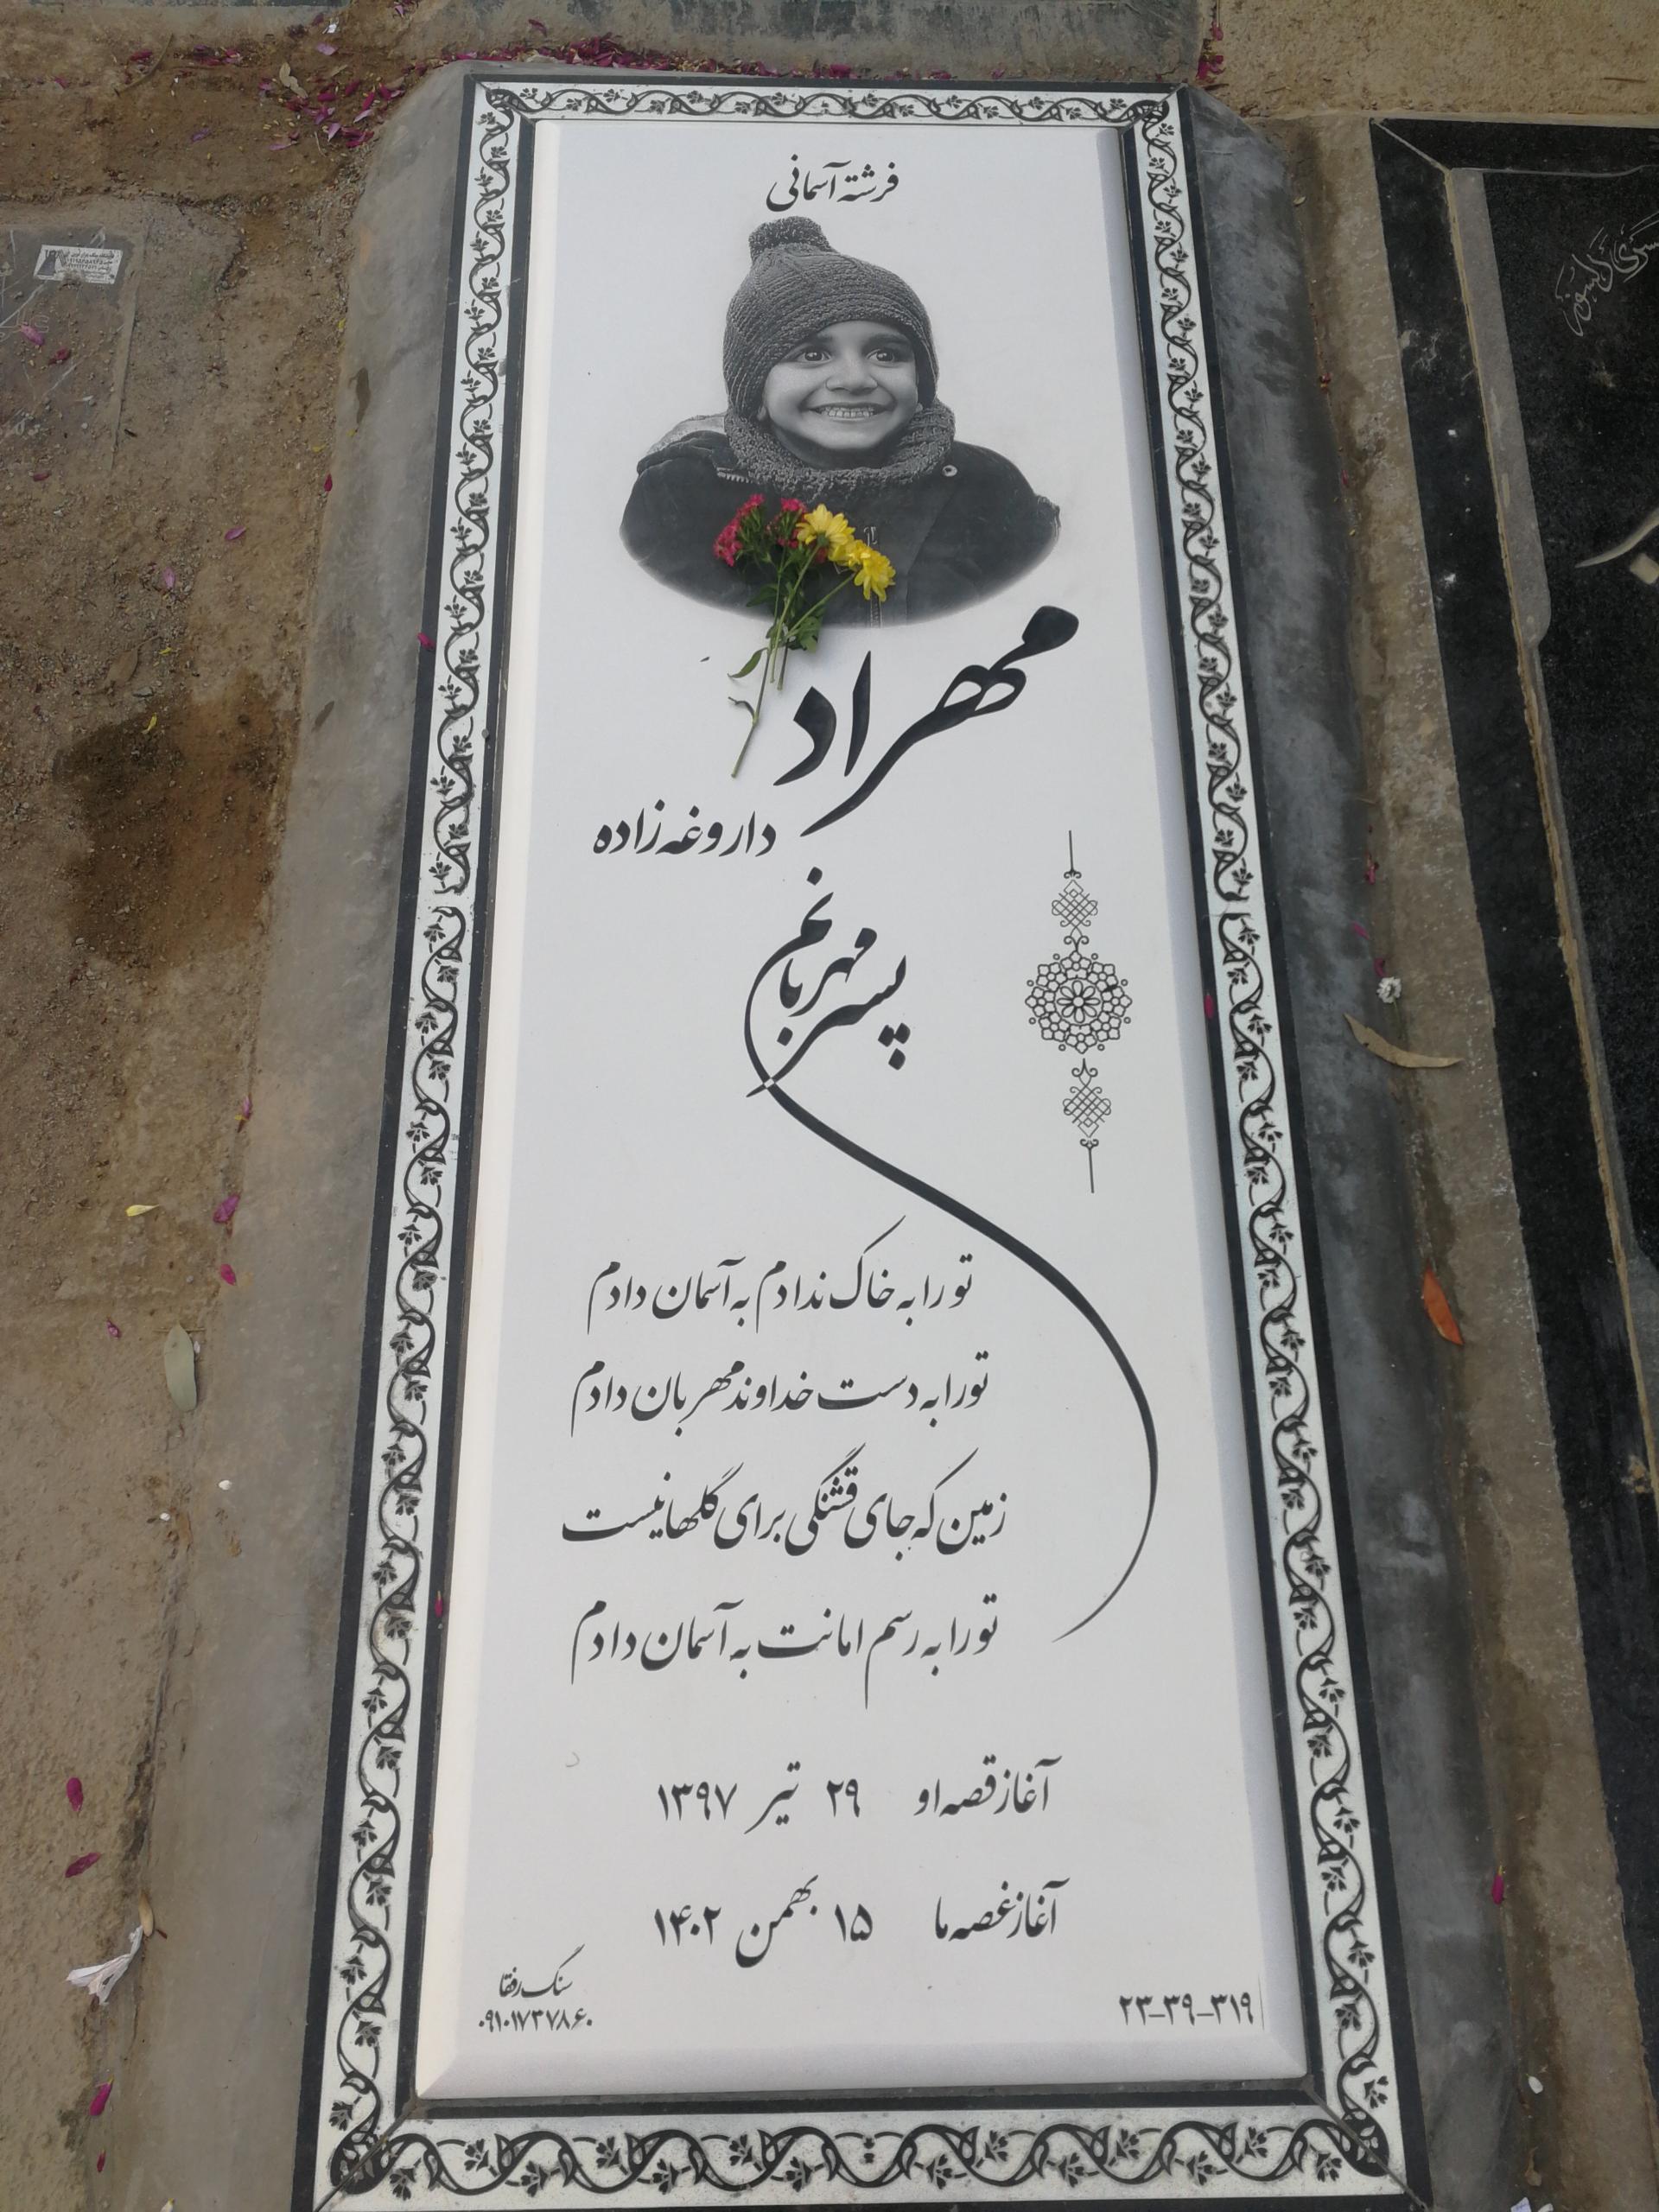 فرشته آسمانی
مهراد
داروغه زاده
پسر مهربانم
تو را به خاک ندادم به آسمان دادم
تو را به دست خداوند مهربان دادم
زمین که جای قشنگی برای گلها نیست
تو را به رسم امانت به آسمان دادم
آغاز قصه او ۲۹ تیر ۱۳۹۷
آغاز غصه ما ۱۵ بهمن ۱۴۰۲
۲۳-۳۹-۳۱۹
سنگ رفقا
۰۹۱۰۱۷۳۷۸۶۰